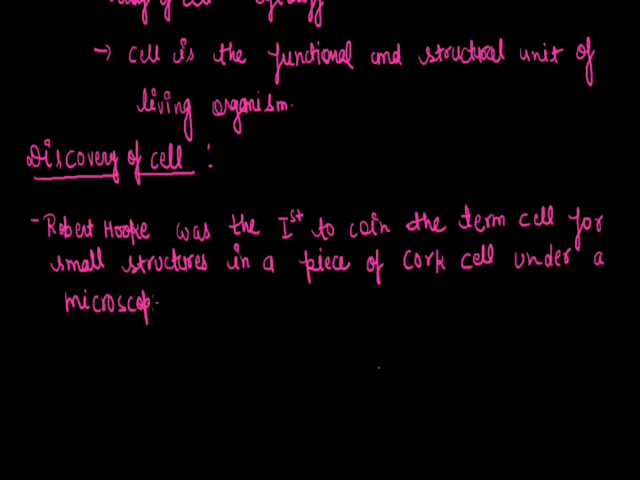 → cell is the functional and structural unit of
living organism.
Discovery of cell :
- Robert Hooke was the Ist to coin the term cell for
small structures in a piece of cork cell under a
microscop